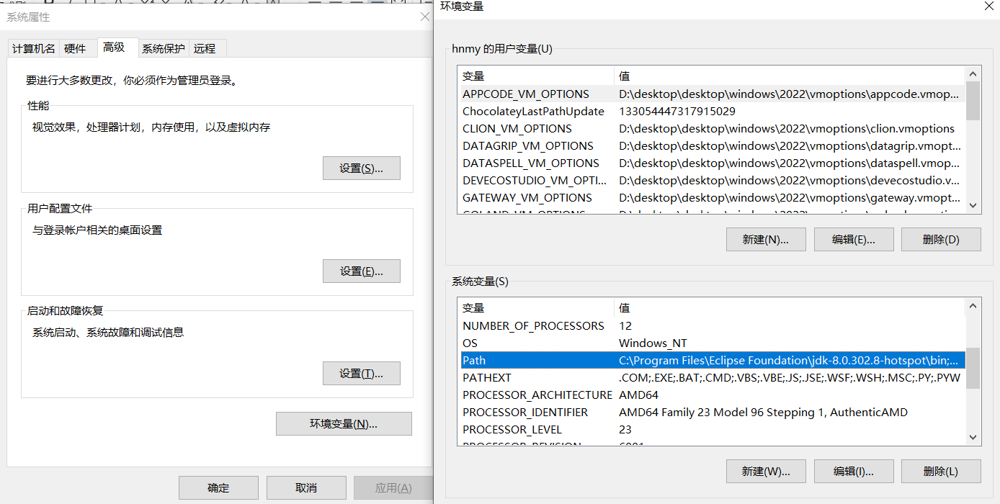 系统属性
计算机名 硬件 高级 系统保护 远程
要进行大多数更改，你必须作为管理员登录。
性能
视觉效果，处理器计划，内存使用，以及虚拟内存
设置(S)...
用户配置文件
与登录帐户相关的桌面设置
设置(E)...
启动和故障恢复
系统启动、系统故障和调试信息
设置(T)...
环境变量(N)...
确定 取消 应用(A)
环境变量
hnmy 的用户变量(U)
变量 值
APPCODE_VM_OPTIONS D:\desktop\desktop\windows\2022\vmoptions\appcode.vmop...
ChocolateyLastPathUpdate 133054447317915029
CLION_VM_OPTIONS D:\desktop\desktop\windows\2022\vmoptions\clion.vmoptions
DATAGRIP_VM_OPTIONS D:\desktop\desktop\windows\2022\vmoptions\datagrip.vmopt...
DATASPELL_VM_OPTIONS D:\desktop\desktop\windows\2022\vmoptions\dataspell.vmop...
DEVECOSTUDIO_VM_OPTI... D:\desktop\desktop\windows\2022\vmoptions\devecostudio.v...
GATEWAY_VM_OPTIONS D:\desktop\desktop\windows\2022\vmoptions\gateway.vmopt...
新建(N)... 编辑(E)... 删除(D)
系统变量(S)
变量 值
NUMBER_OF_PROCESSORS 12
OS Windows_NT
Path C:\Program Files\Eclipse Foundation\jdk-8.0.302.8-hotspot\bin;...
PATHEXT .COM;.EXE;.BAT;.CMD;.VBS;.VBE;.JS;.JSE;.WSF;.WSH;.MSC;.PY;.PYW
PROCESSOR_ARCHITECTURE AMD64
PROCESSOR_IDENTIFIER AMD64 Family 23 Model 96 Stepping 1, AuthenticAMD
PROCESSOR_LEVEL 23
新建(W)... 编辑(I)... 删除(L)